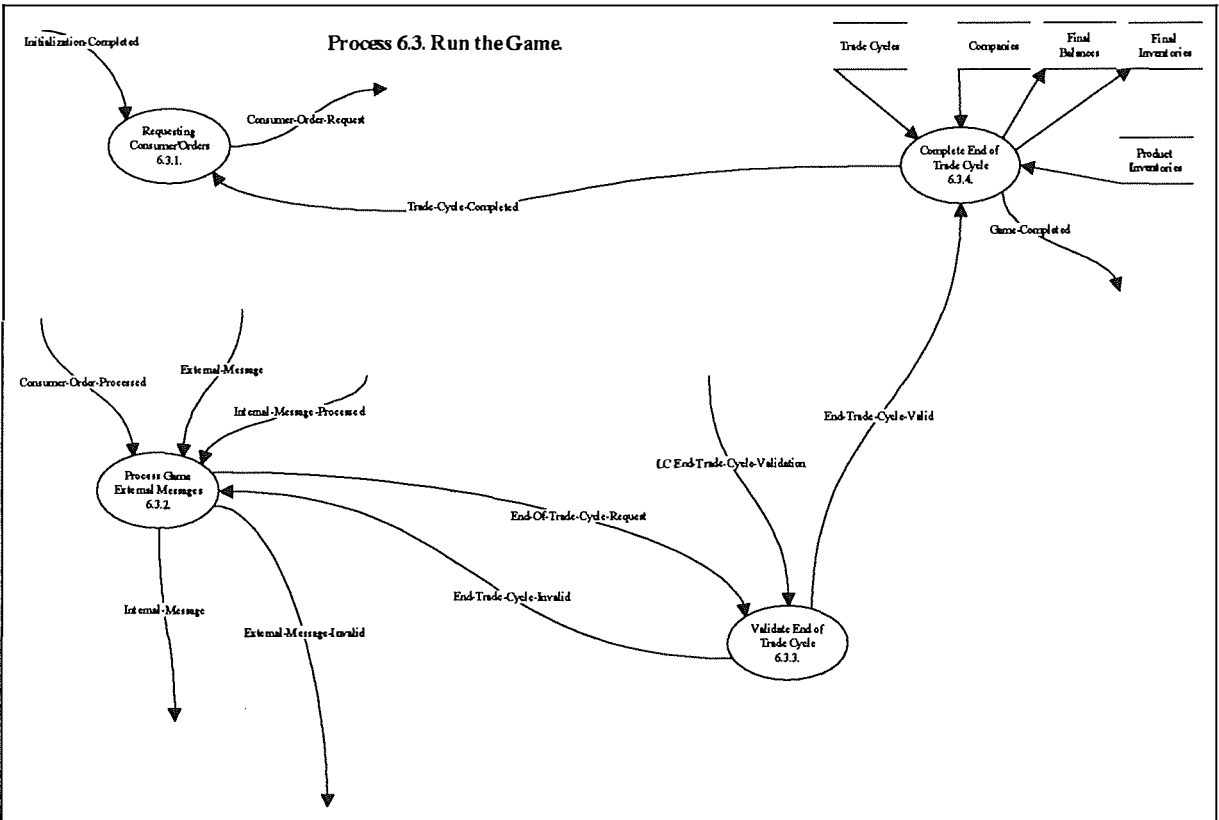 Process 6.3. Run the Game.
Initialization-Completed
Trade Cycles
Companies
Final
Balances
Final
Inventories
Requesting
Consumer Orders
6.3.1.
Consumer-Order-Request
Complete End of
Trade Cycle
6.3.4.
Product
Inventories
Trade-Cycle-Completed
Game-Completed
Consumer-Order-Processed
External-Message
Internal-Message-Processed
End-Trade-Cycle-Valid
LC End-Trade-Cycle-Validation
Process Game
External Messages
6.3.2.
End-Of-Trade-Cycle-Request
End-Trade-Cycle-Invalid
Internal-Message
External-Message-Invalid
Validate End of
Trade Cycle
6.3.3.